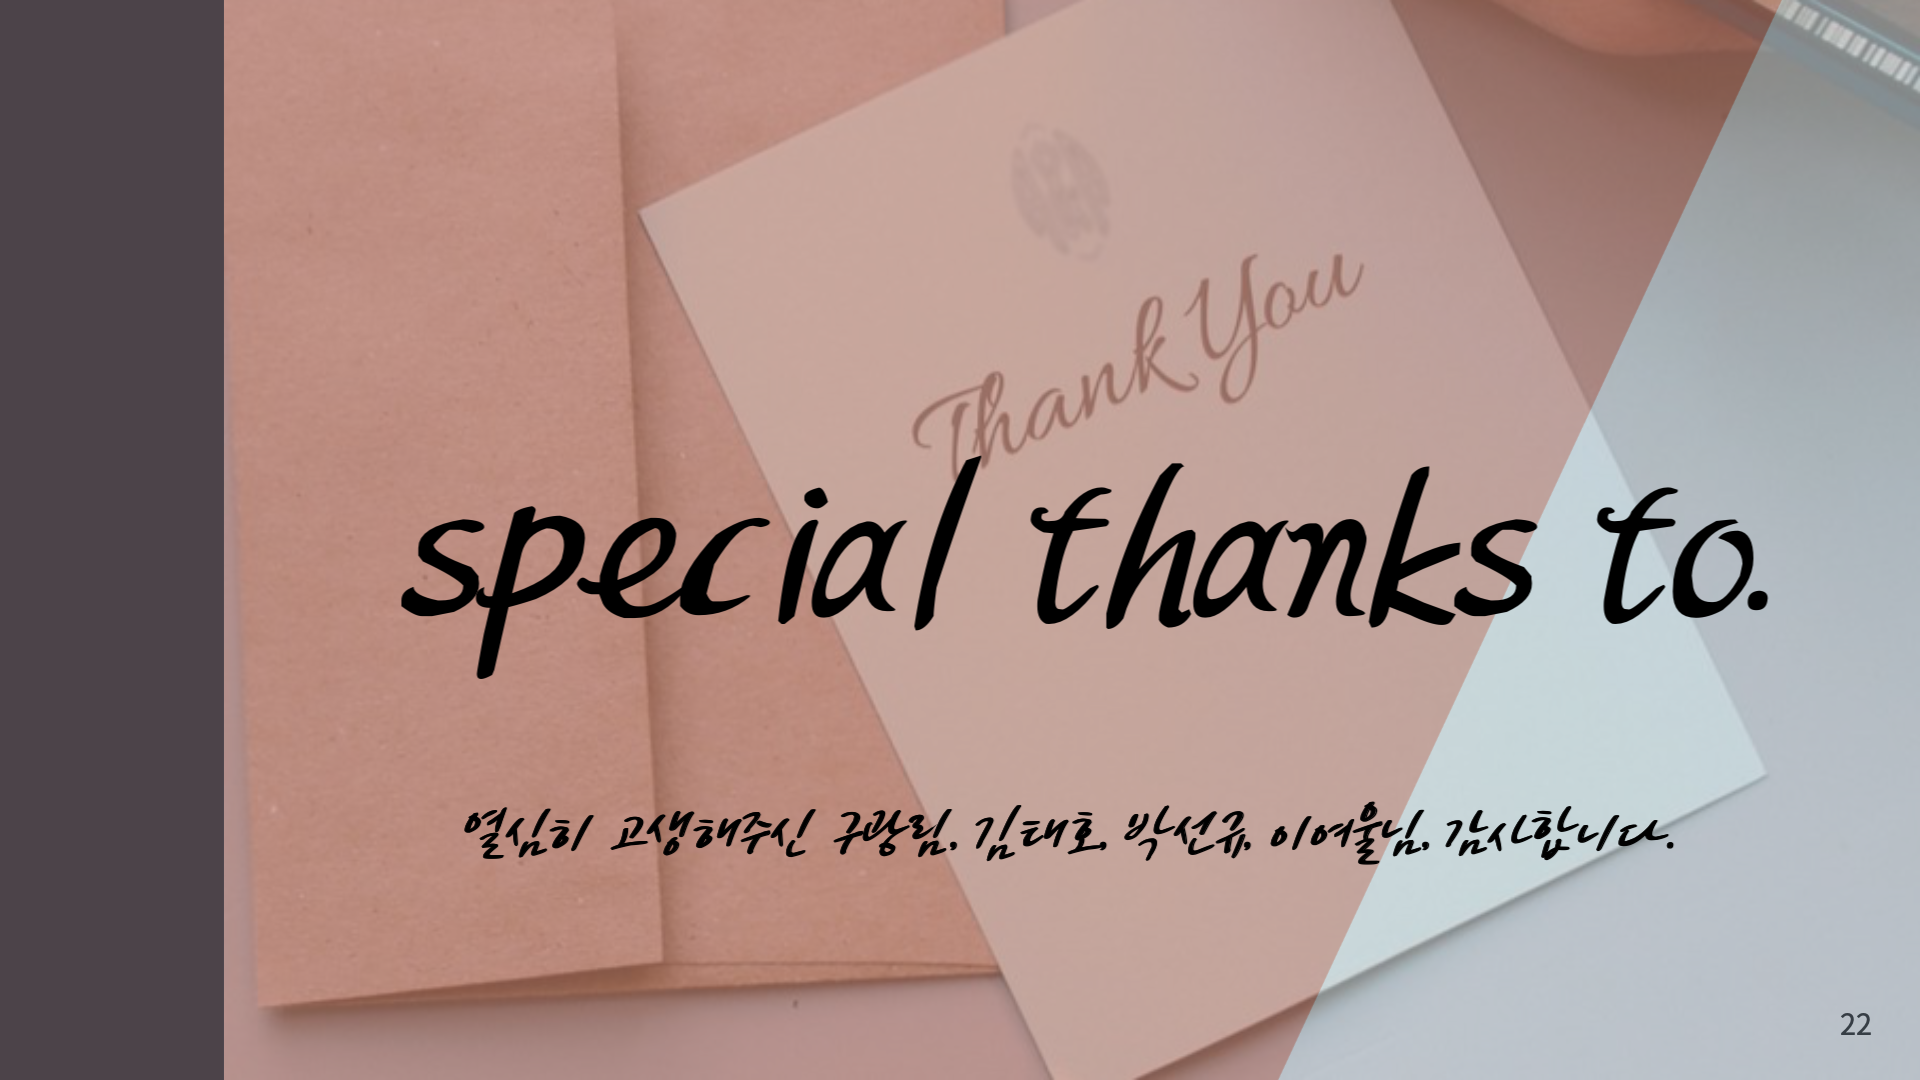 Thank You
special thanks to.
열심히 고생해주신 구광림, 김태호, 박선규, 이여울님, 감사합니다.
22